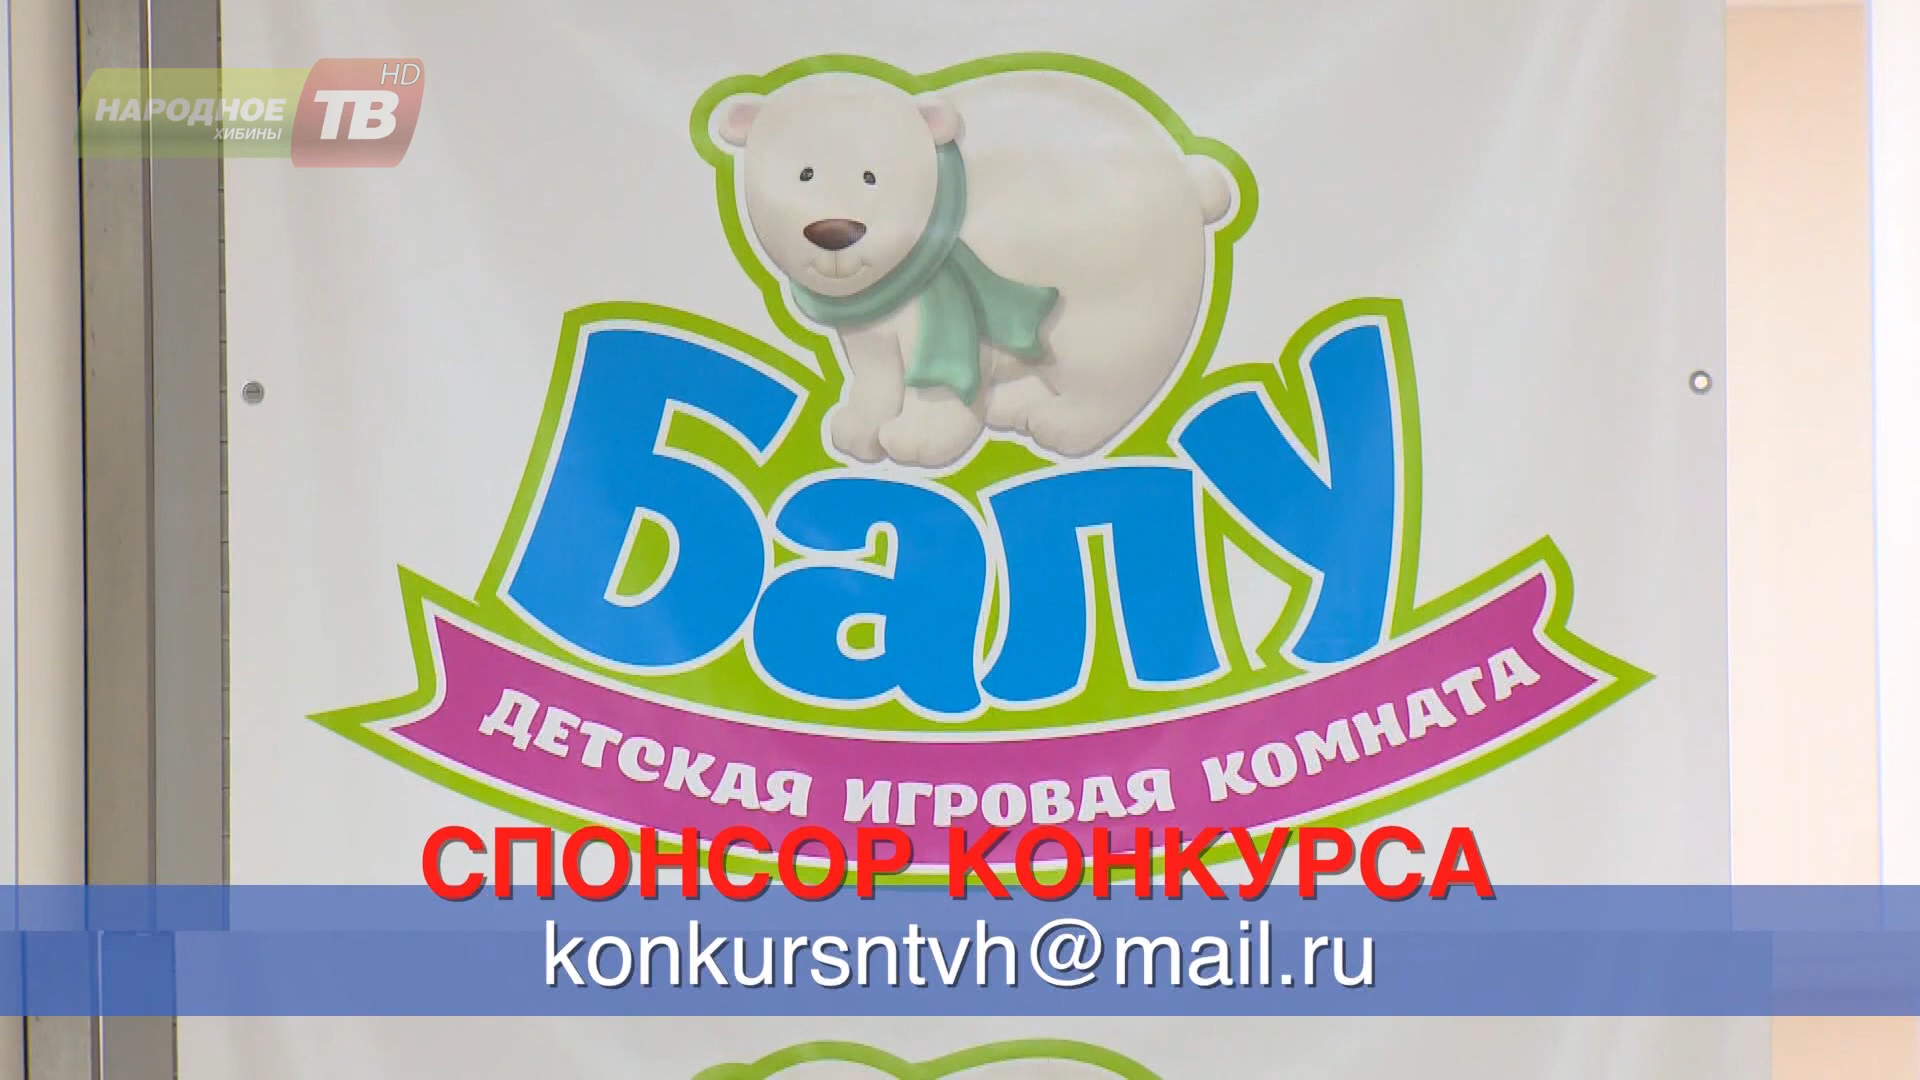 НАРОДНОЕ
ХИБИНЫ
ТВ
HD
Балу
ДЕТСКАЯ ИГРОВАЯ КОМНАТА
СПОНСОР КОНКУРСА
konkursntvh@mail.ru